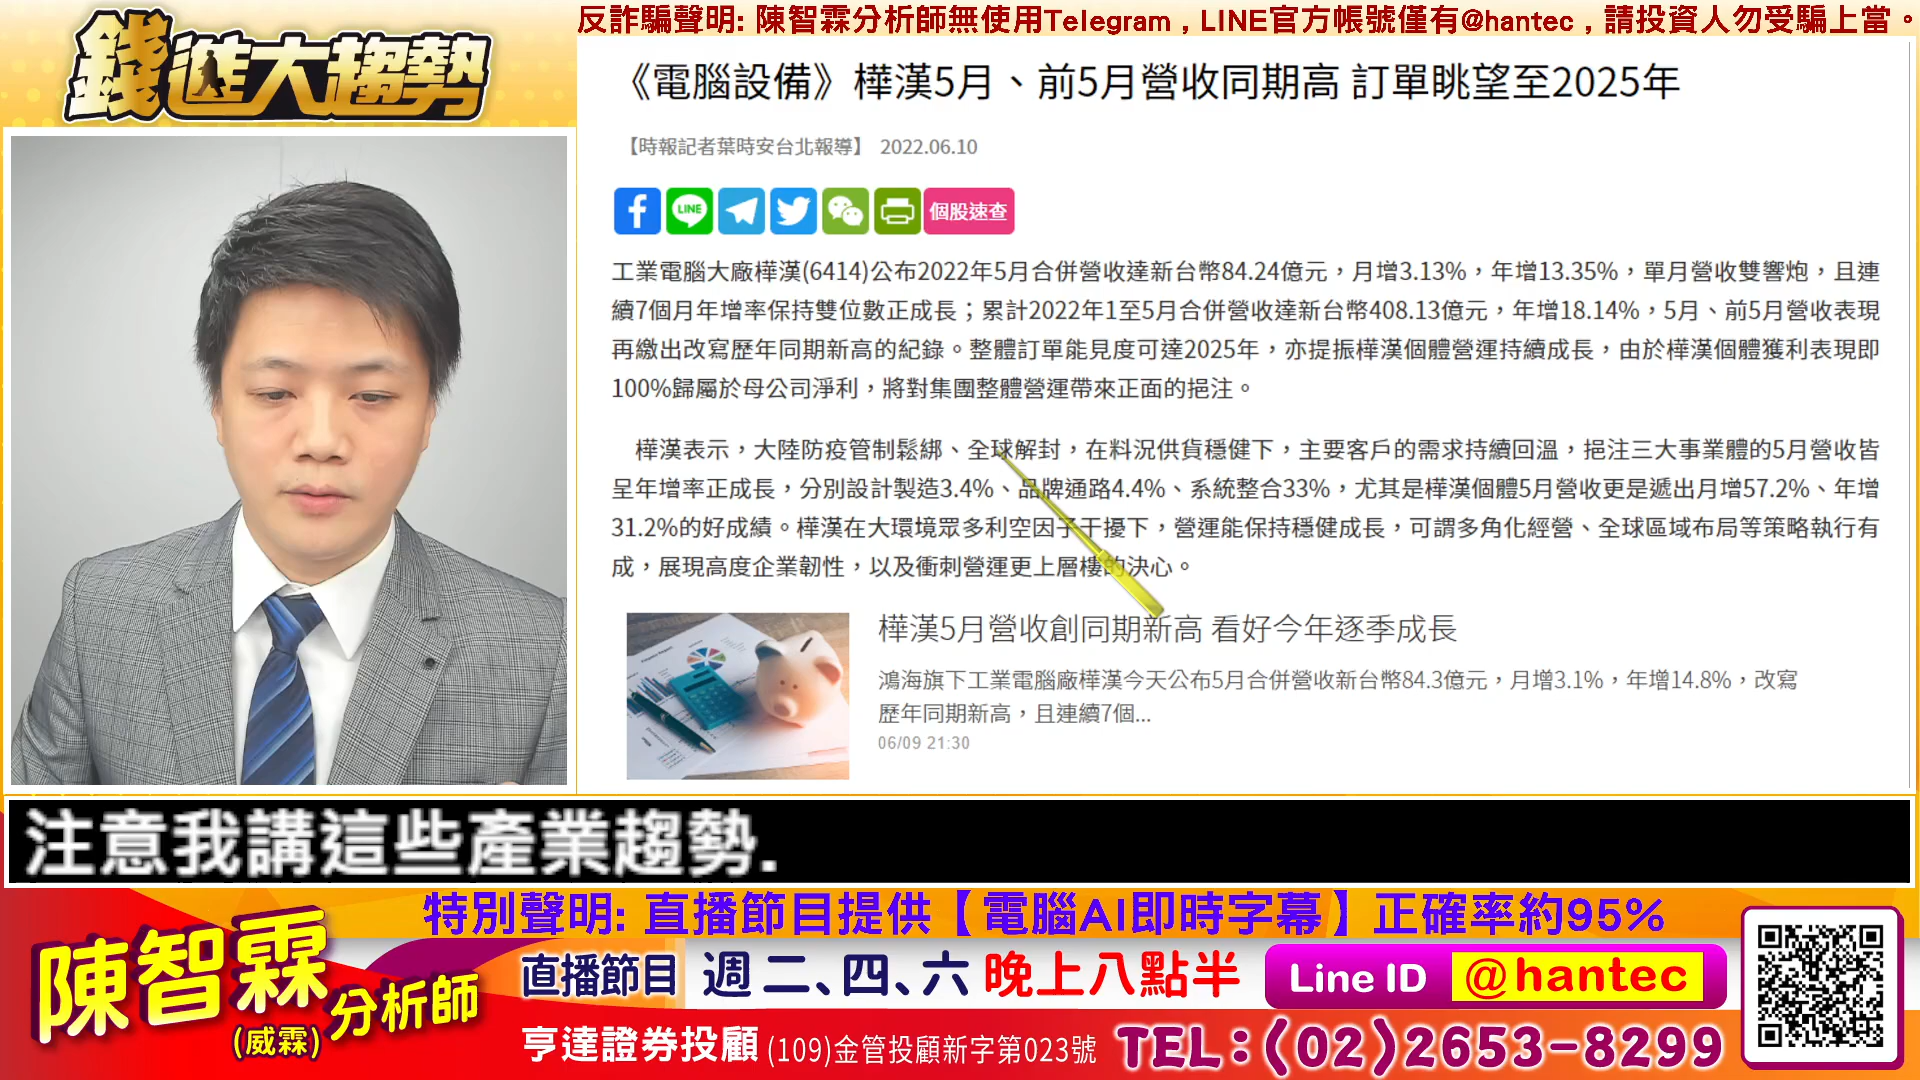 反詐騙聲明: 陳智霖分析師無使用Telegram , LINE官方帳號僅有@hantec , 請投資人勿受騙上當。
錢進大趨勢
《電腦設備》樺漢5月、前5月營收同期高 訂單眺望至2025年
【時報記者葉時安台北報導】 2022.06.10
LINE
個股速查
工業電腦大廠樺漢(6414)公布2022年5月合併營收達新台幣84.24億元，月增3.13%，年增13.35%，單月營收雙響炮，且連
續7個月年增率保持雙位數正成長；累計2022年1至5月合併營收達新台幣408.13億元，年增18.14%，5月、前5月營收表現
再繳出改寫歷年同期新高的紀錄。整體訂單能見度可達2025年，亦提振樺漢個體營運持續成長，由於樺漢個體獲利表現即
100%歸屬於母公司淨利，將對集團整體營運帶來正面的挹注。
樺漢表示，大陸防疫管制鬆綁、全球解封，在料況供貨穩健下，主要客戶的需求持續回溫，挹注三大事業體的5月營收皆
呈年增率正成長，分別設計製造3.4%、品牌通路4.4%、系統整合33%，尤其是樺漢個體5月營收更是遞出月增57.2%、年增
31.2%的好成績。樺漢在大環境眾多利空因子干擾下，營運能保持穩健成長，可謂多角化經營、全球區域布局等策略執行有
成，展現高度企業韌性，以及衝刺營運更上層樓的決心。
樺漢5月營收創同期新高 看好今年逐季成長
鴻海旗下工業電腦廠樺漢今天公布5月合併營收新台幣84.3億元，月增3.1%，年增14.8%，改寫
歷年同期新高，且連續7個...
06/09 21:30
注意我講這些產業趨勢.
特別聲明: 直播節目提供【電腦AI即時字幕】正確率約95%
陳智霖分析師
(威霖)
直播節目 週二、四、六 晚上八點半
Line ID @hantec
亨達證券投顧 (109)金管投顧新字第023號 TEL:(02)2653-8299